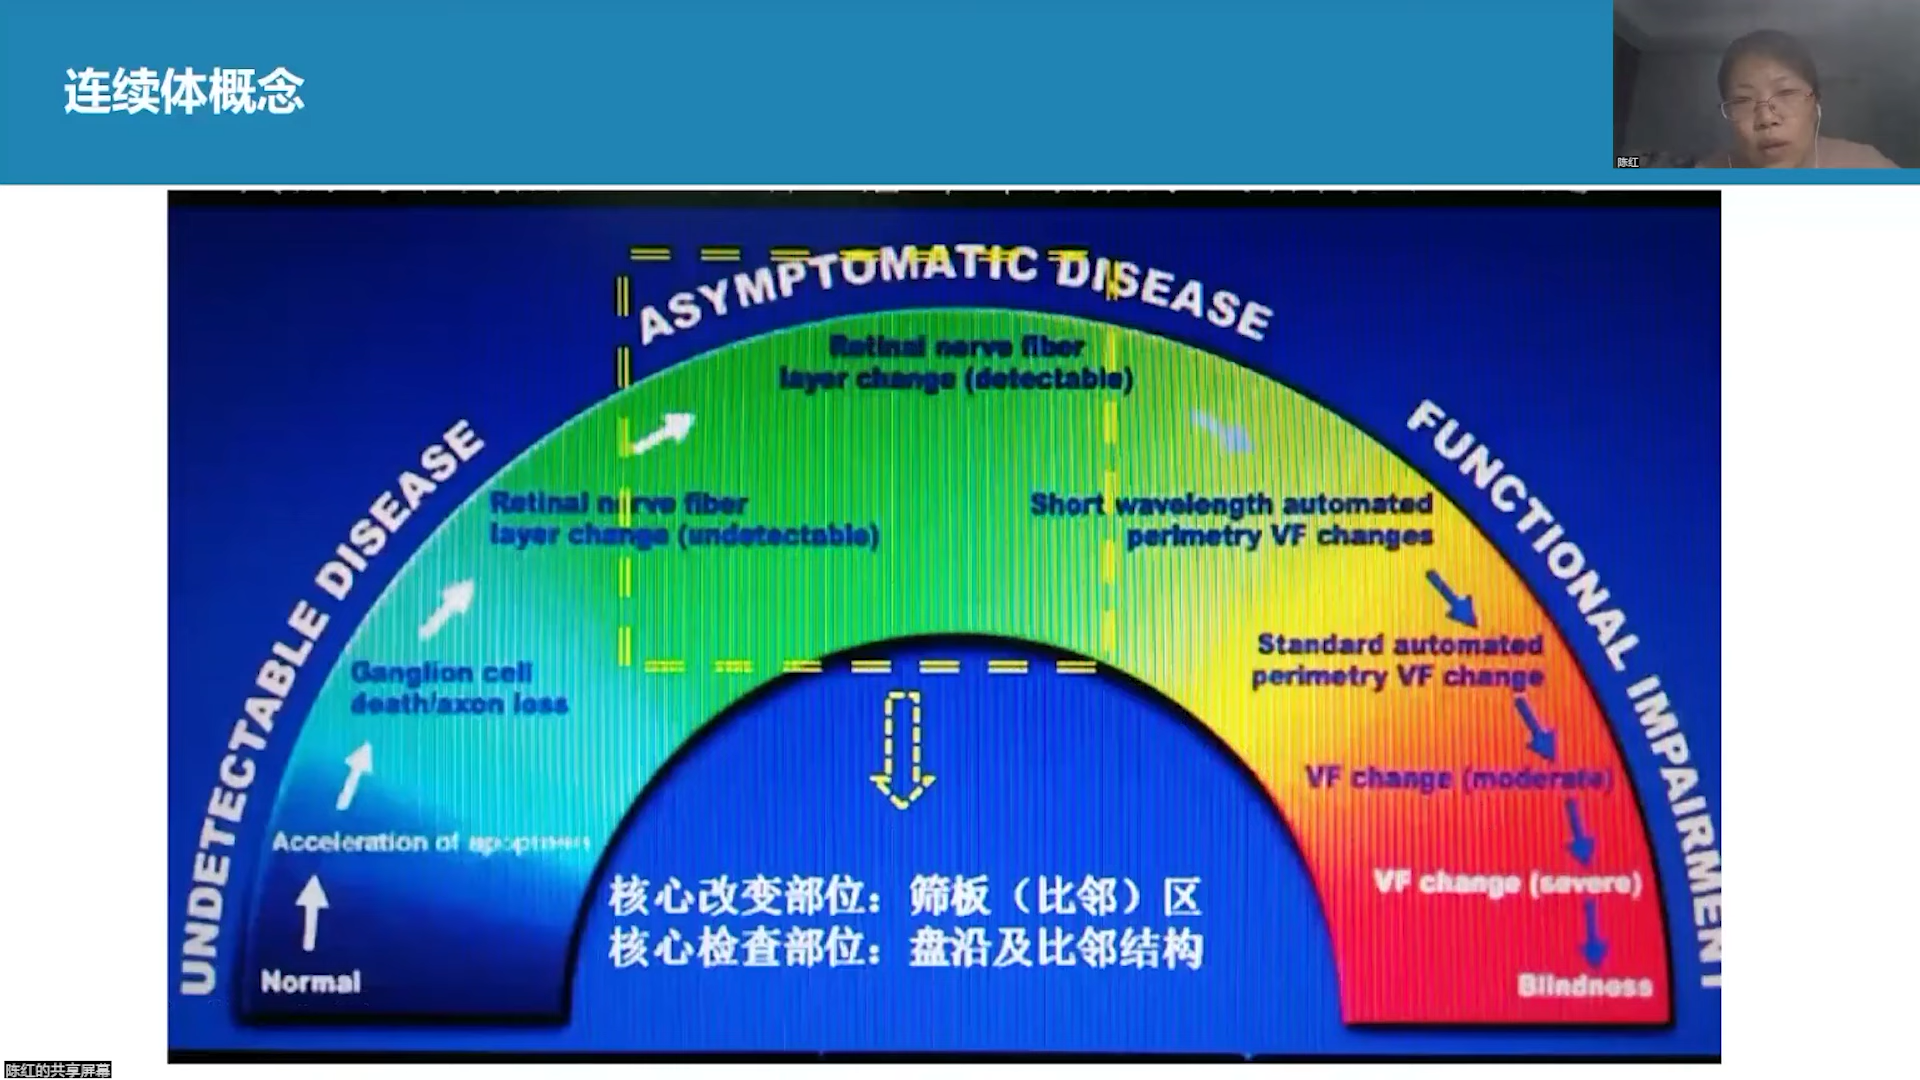 连续体概念
陈红
ASYMPTOMATIC DISEASE
UNDETECTABLE DISEASE
FUNCTIONAL IMPAIRMENT
Retinal nerve fiber
layer change (detectable)
Retinal nerve fiber
layer change (undetectable)
Short wavelength automated
perimetry VF changes
Standard automated
perimetry VF change
Ganglion cell
death/axon loss
VF change (moderate)
Acceleration of apoptosis
VF change (severe)
核心改变部位：筛板（比邻）区
核心检查部位：盘沿及比邻结构
Normal
Blindness
陈红的共享屏幕